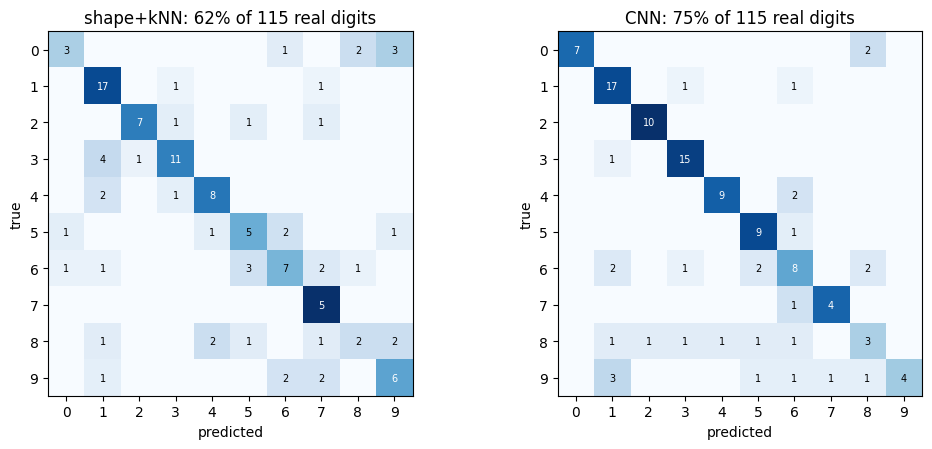 shape+kNN: 62% of 115 real digits
true
0 3 1 2 3
1 17 1 1
2 7 1 1 1
3 4 1 11
4 2 1 8
5 1 1 5 2 1
6 1 1 3 7 2 1
7 5
8 1 2 1 1 2 2
9 1 2 2 6
0 1 2 3 4 5 6 7 8 9
predicted
CNN: 75% of 115 real digits
true
0 7 2
1 17 1 1
2 10
3 1 15
4 9 2
5 9 1
6 2 1 2 8 2
7 1 4
8 1 1 1 1 1 1 3
9 3 1 1 1 1 4
0 1 2 3 4 5 6 7 8 9
predicted